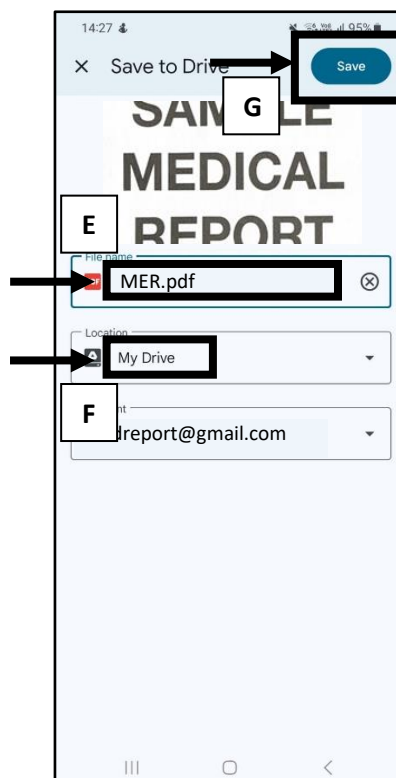 14:27 95%
Save to Drive
Save
G
MEDICAL
E
REPORT
File name
MER.pdf
Location
My Drive
F
dreport@gmail.com